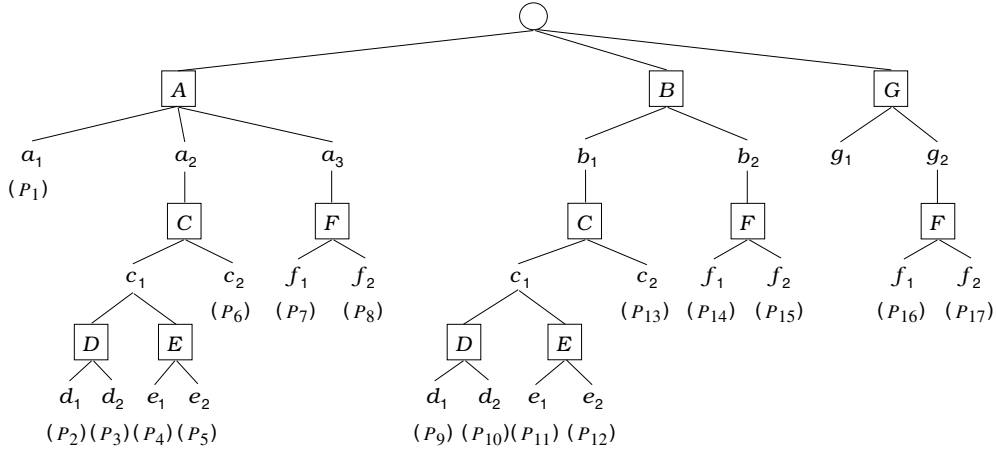 A B G
a₁ a₂ a₃ b₁ b₂ g₁ g₂
(P₁)
C F C F F
c₁ c₂ f₁ f₂ c₁ c₂ f₁ f₂ f₁ f₂
(P₆) (P₇) (P₈) (P₁₃) (P₁₄) (P₁₅) (P₁₆) (P₁₇)
D E D E
d₁ d₂ e₁ e₂ d₁ d₂ e₁ e₂
(P₂) (P₃) (P₄) (P₅) (P₉) (P₁₀) (P₁₁) (P₁₂)